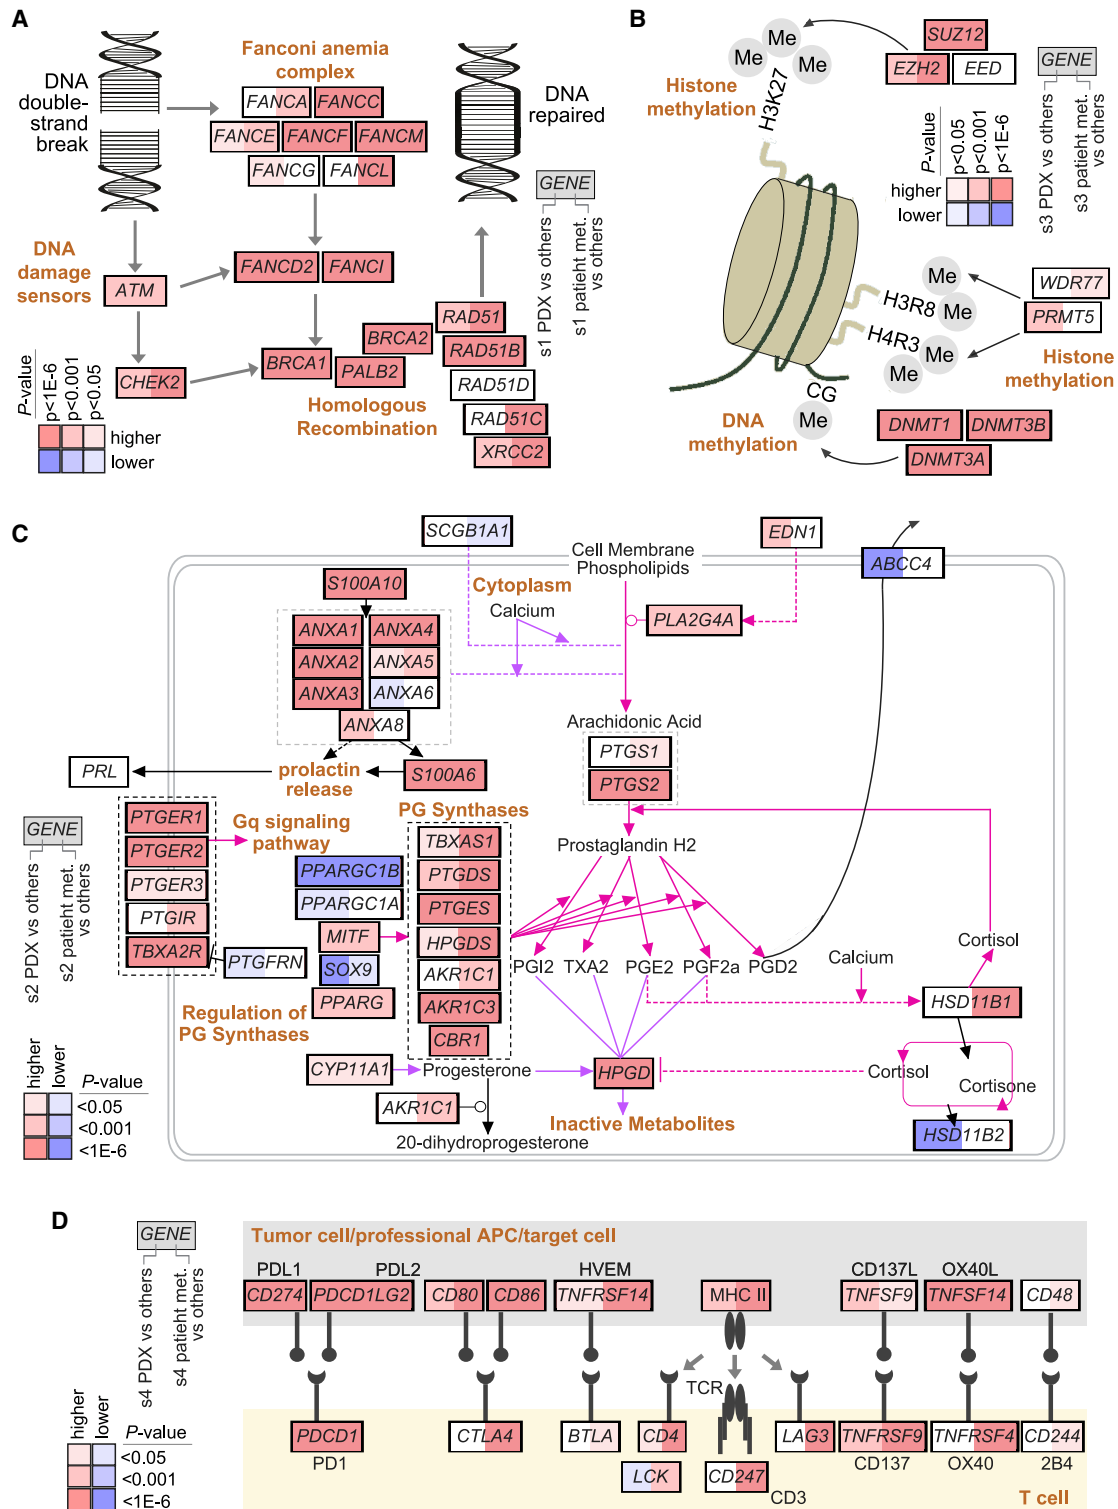 A
DNA
double-
strand
break
Fanconi anemia
complex
FANCA
FANCC
FANCE
FANCF
FANCM
FANCG
FANCL
DNA
repaired
GENE
s1 PDX vs others
s1 patieht met.
vs others
DNA
damage
sensors
ATM
FANCD2
FANCI
CHEK2
BRCA1
BRCA2
PALB2
RAD51
RAD51B
RAD51D
RAD51C
XRCC2
Homologous
Recombination
P-value
p<1E-6
p<0.001
p<0.05
higher
lower
B
Me
Me
Me
Me
H3K27
Histone
methylation
SUZ12
EZH2
EED
GENE
s3 PDX vs others
s3 patieht met.
vs others
P-value
p<0.05
p<0.001
p<1E-6
higher
lower
Me
Me
H3R8
H4R3
Me
Me
WDR77
PRMT5
Histone
methylation
CG
Me
DNA
methylation
DNMT1
DNMT3B
DNMT3A
C
SCGB1A1
Cell Membrane
Phospholipids
EDN1
ABCC4
S100A10
Cytoplasm
Calcium
PLA2G4A
ANXA1
ANXA4
ANXA2
ANXA5
ANXA3
ANXA6
ANXA8
Arachidonic Acid
PTGS1
PTGS2
PRL
prolactin
release
S100A6
GENE
s2 PDX vs others
s2 patieht met.
vs others
PTGER1
PTGER2
PTGER3
PTGIR
TBXA2R
Gq signaling
pathway
PTGFRN
PG Synthases
PPARGC1B
PPARGC1A
MITF
SOX9
PPARG
Regulation of
PG Synthases
TBXAS1
PTGDS
PTGES
HPGDS
AKR1C1
AKR1C3
CBR1
Prostaglandin H2
PGI2
TXA2
PGE2
PGF2a
PGD2
Calcium
Cortisol
HSD11B1
CYP11A1
Progesterone
HPGD
Cortisol
Cortisone
AKR1C1
20-dihydroprogesterone
Inactive Metabolites
HSD11B2
higher
lower
P-value
<0.05
<0.001
<1E-6
D
GENE
s4 PDX vs others
s4 patieht met.
vs others
higher
lower
P-value
<0.05
<0.001
<1E-6
Tumor cell/professional APC/target cell
PDL1
PDL2
HVEM
CD137L
OX40L
CD274
PDCD1LG2
CD80
CD86
TNFRSF14
MHC II
TNFSF9
TNFSF14
CD48
TCR
PDCD1
CTLA4
BTLA
CD4
LAG3
TNFRSF9
TNFRSF4
CD244
PD1
LCK
CD247
CD3
CD137
OX40
2B4
T cell